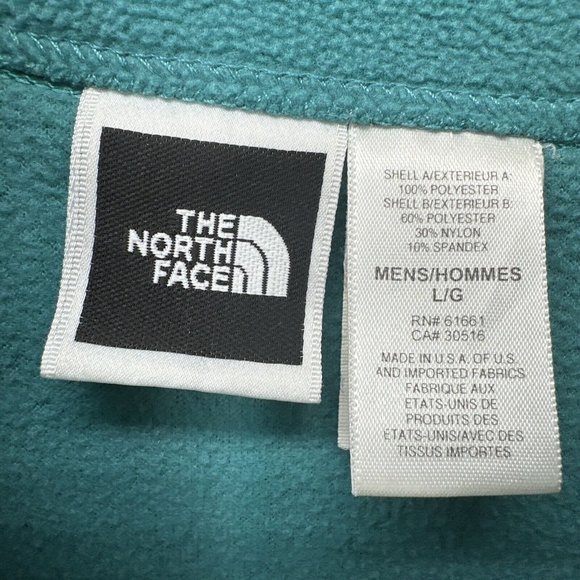 THE
NORTH
FACE
SHELL A/EXTERIEUR A:
100% POLYESTER
SHELL B/EXTERIEUR B:
60% POLYESTER
30% NYLON
10% SPANDEX
MENS/HOMMES
L/G
RN# 61661
CA# 30516
MADE IN U.S.A. OF U.S.
AND IMPORTED FABRICS
FABRIQUE AUX
ETATS-UNIS DE
PRODUITS DES
ETATS-UNIS/AVEC DES
TISSUS IMPORTES